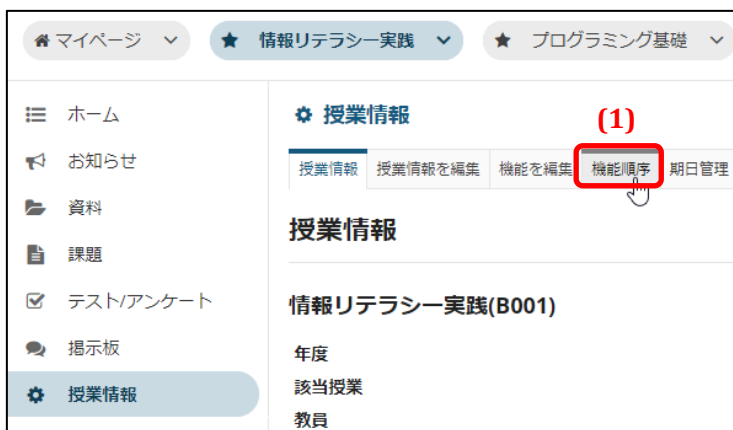 マイページ 情報リテラシー実践 プログラミング基礎
ホーム
お知らせ
資料
課題
テスト/アンケート
掲示板
授業情報
授業情報
(1)
授業情報 授業情報を編集 機能を編集 機能順序 期日管理
授業情報
情報リテラシー実践(B001)
年度
該当授業
教員